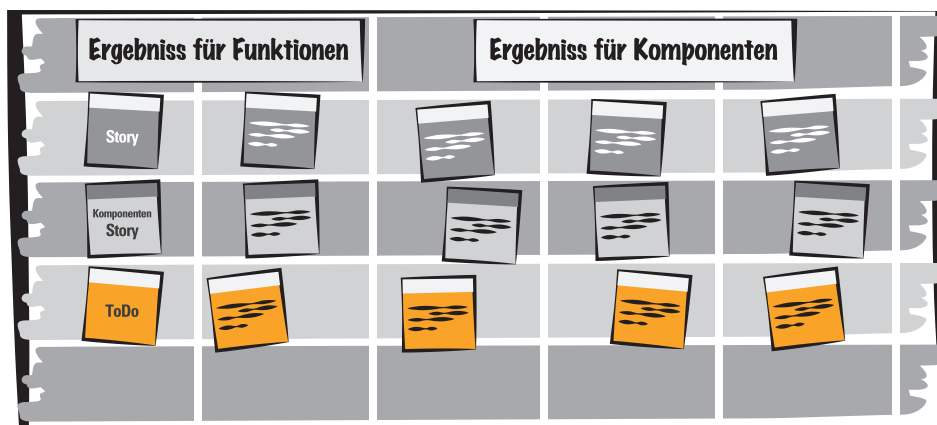 Ergebniss für Funktionen
Ergebniss für Komponenten
Story
Komponenten
Story
ToDo